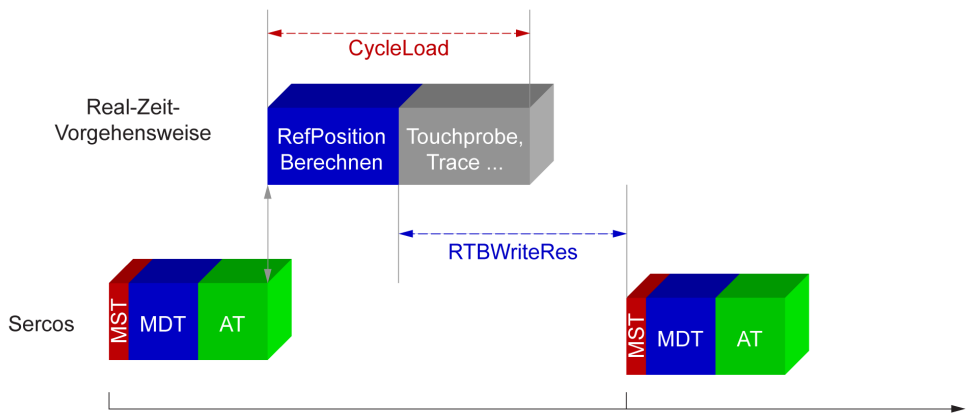 CycleLoad
Real-Zeit-
Vorgehensweise
RefPosition
Berechnen
Touchprobe,
Trace ...
RTBWriteRes
Sercos
MST
MDT
AT
MST
MDT
AT